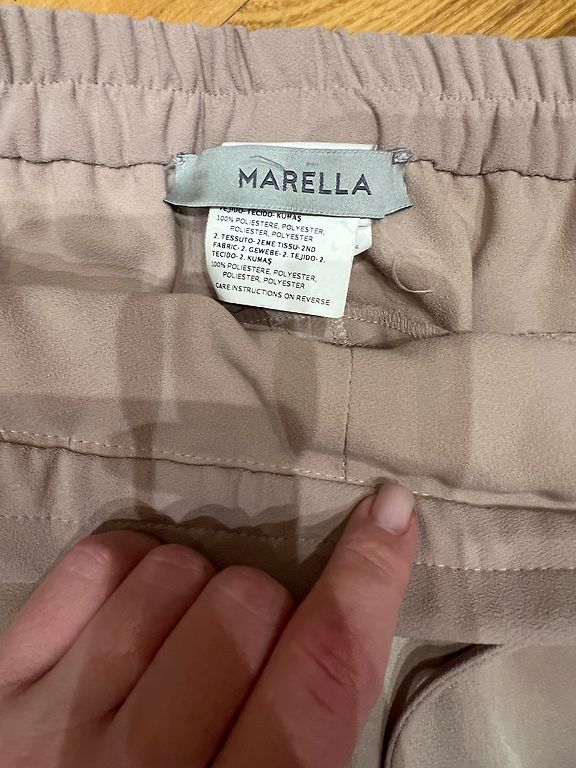 MARELLA
TEJIDO-TECIDO-KUMAŞ
100% POLIESTERE, POLYESTER,
POLIESTER, POLYESTER
2. TESSUTO-2EME TISSU-2ND
FABRIC-2. GEWEBE-2. TEJIDO-2.
TECIDO-2. KUMAŞ
100% POLIESTERE, POLYESTER,
POLIESTER, POLYESTER
CARE INSTRUCTIONS ON REVERSE